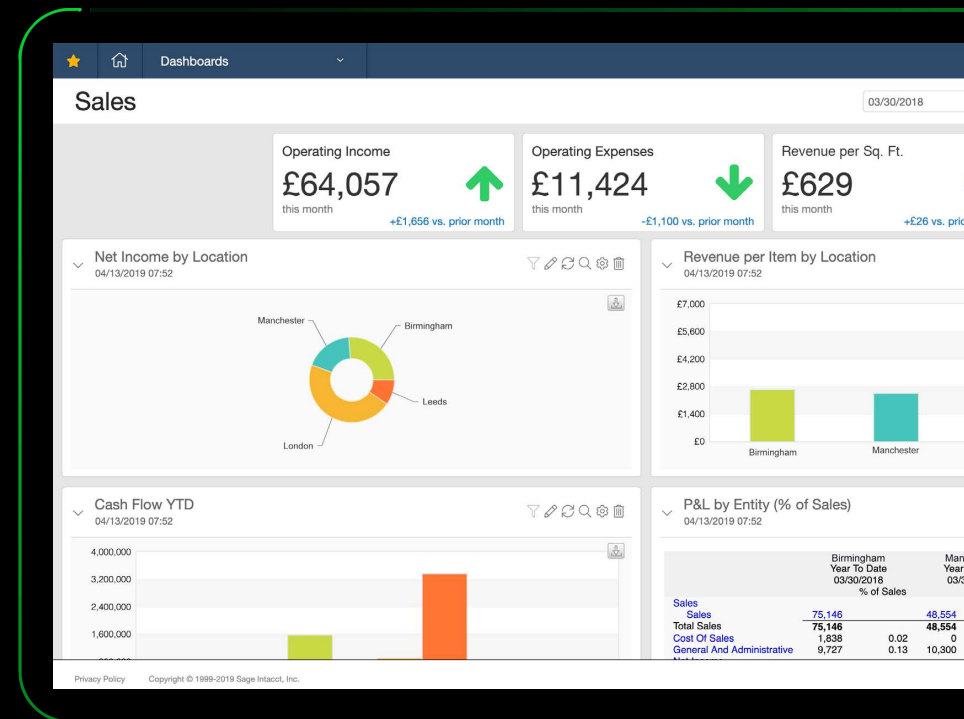 Dashboards
Sales
03/30/2018
Operating Income
£64,057
this month
+£1,656 vs. prior month
Operating Expenses
£11,424
this month
-£1,100 vs. prior month
Revenue per Sq. Ft.
£629
this month
+£26 vs.
Net Income by Location
04/13/2019 07:52
Manchester
Birmingham
Leeds
London
Revenue per Item by Location
04/13/2019 07:52
£7,000
£5,600
£4,200
£2,800
£1,400
£0
Birmingham
Manchester
Cash Flow YTD
04/13/2019 07:52
4,000,000
3,200,000
2,400,000
1,600,000
P&L by Entity (% of Sales)
04/13/2019 07:52
Birmingham
Year To Date Year
03/30/2018
% of Sales
Sales
Sales 75,146 48,554
Total Sales 75,146 48,554
Cost Of Sales 1,838 0.02 0
General And Administrative 9,727 0.13 10,300
Privacy Policy Copyright © 1999-2019 Sage Intacct, Inc.